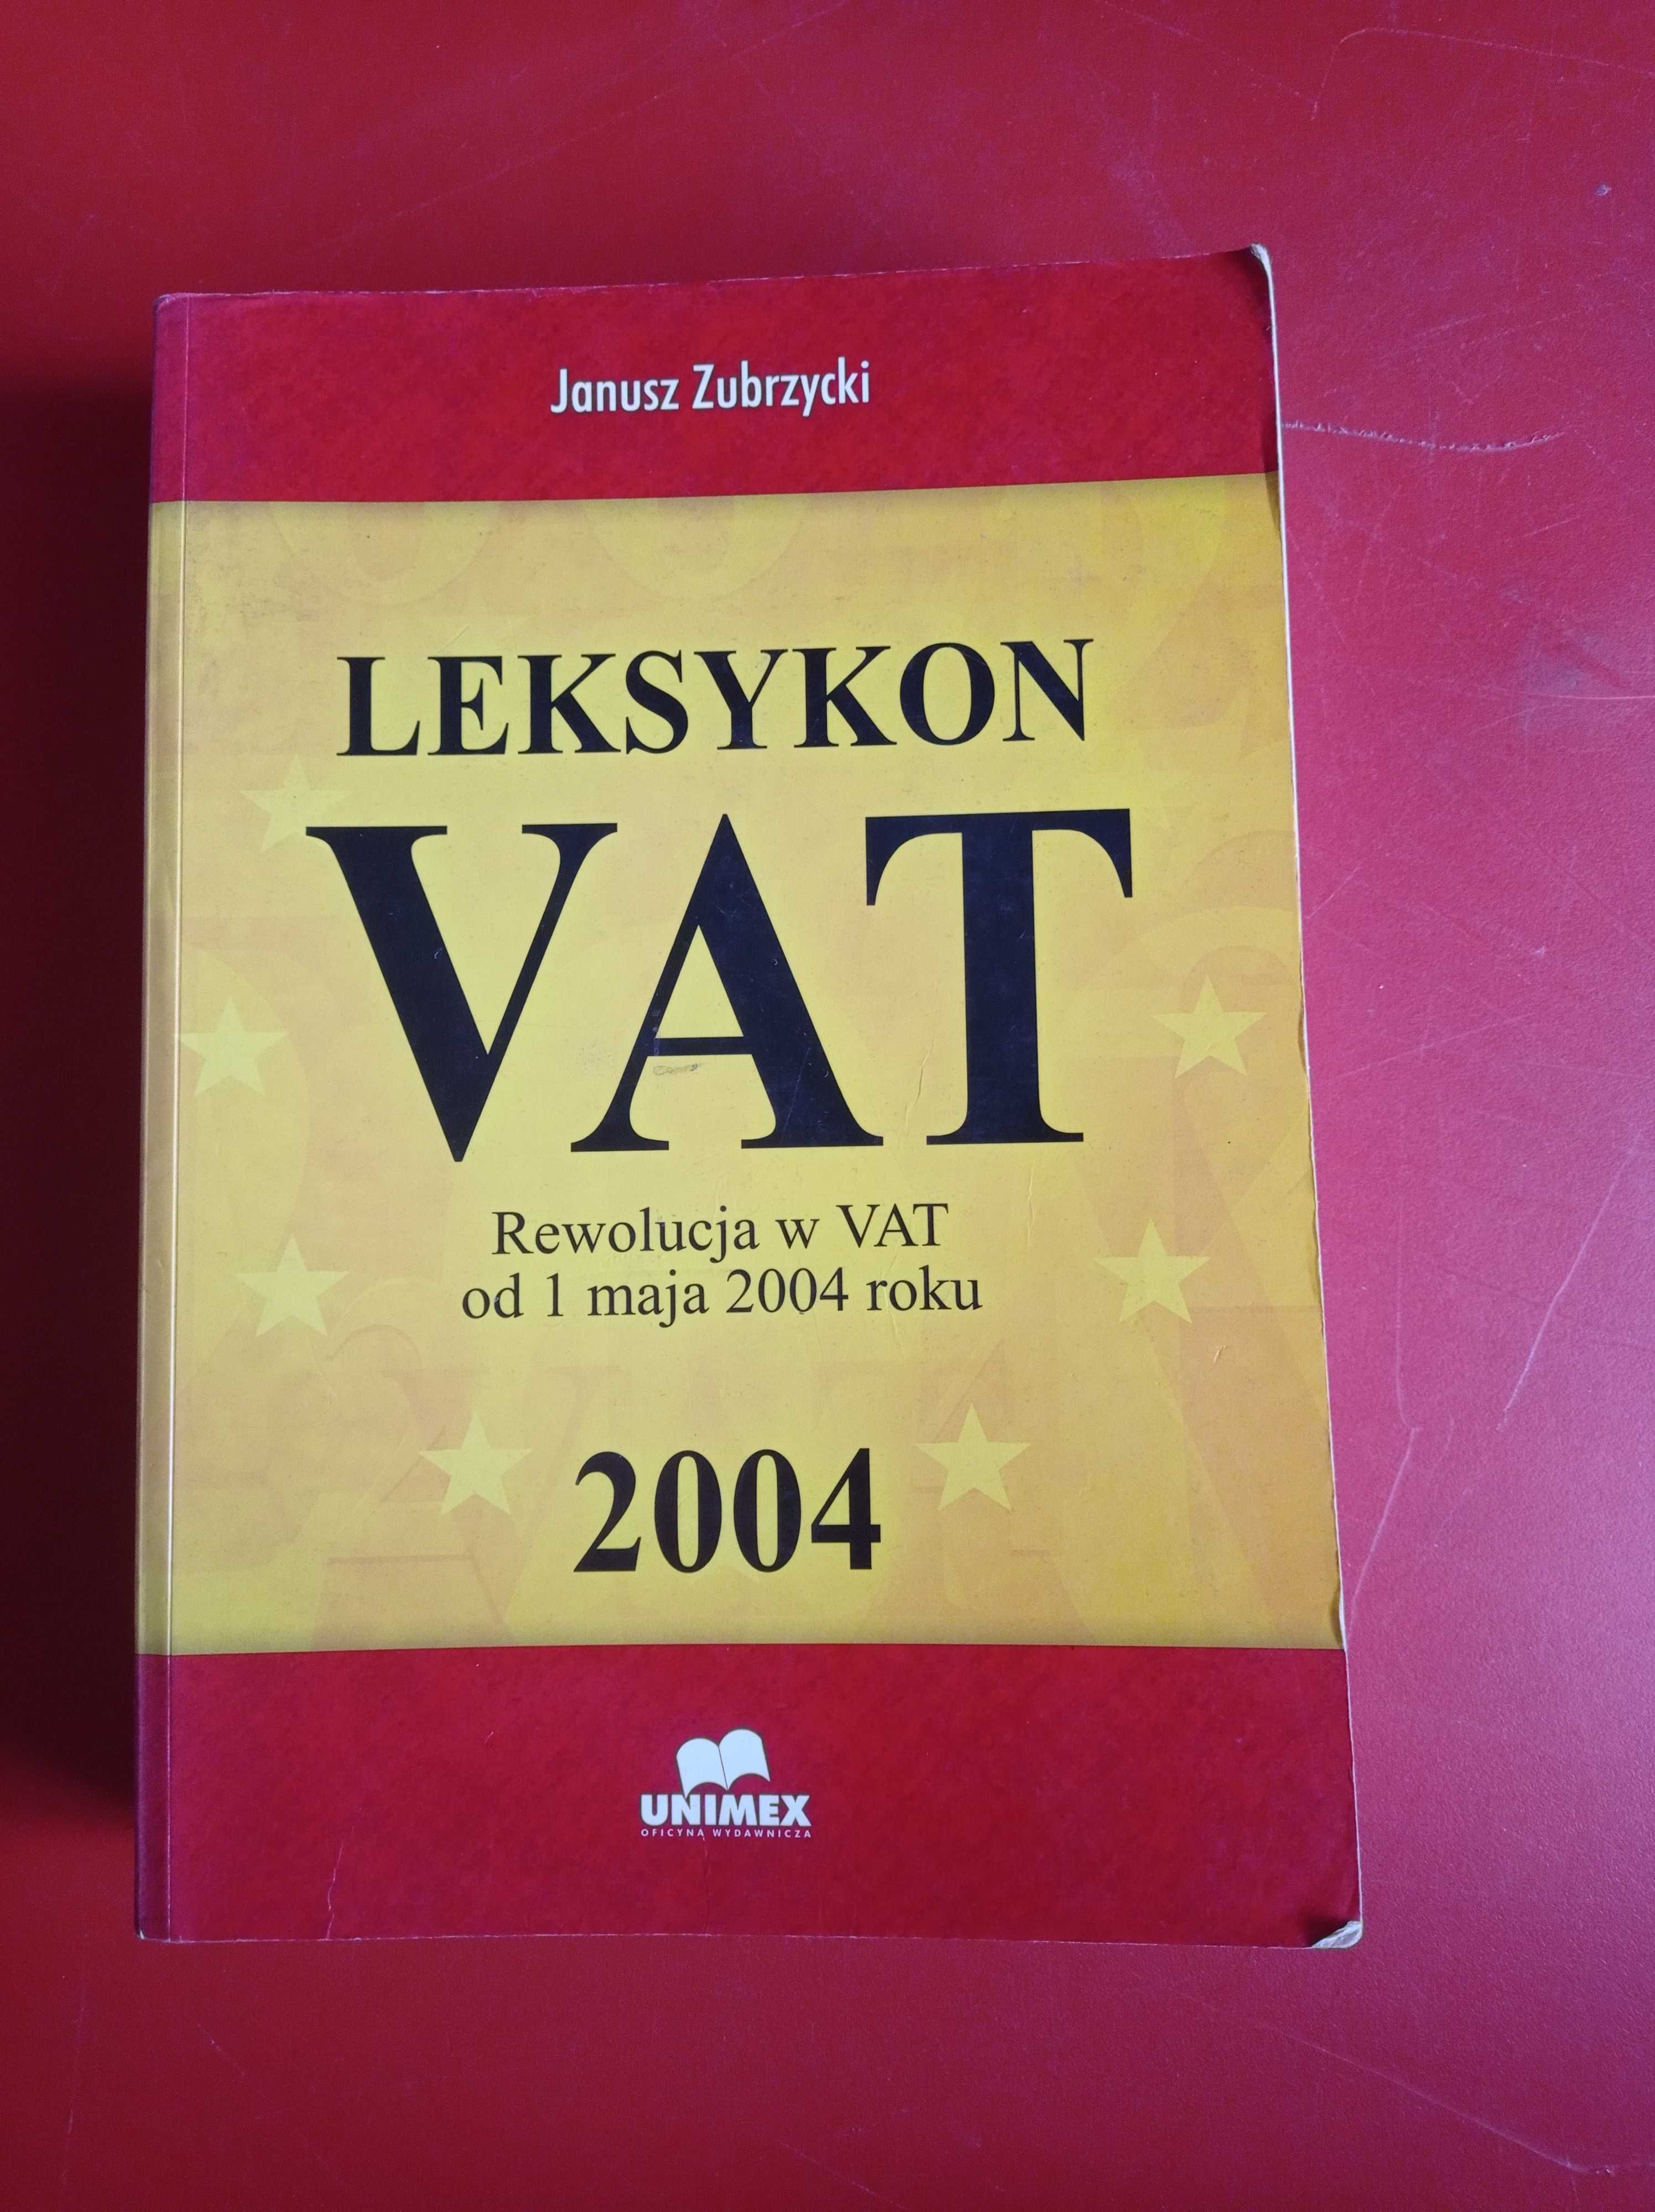 Janusz Zubrzycki
LEKSYKON
VAT
Rewolucja w VAT
od 1 maja 2004 roku
2004
UNIMEX
OFICYNA WYDAWNICZA